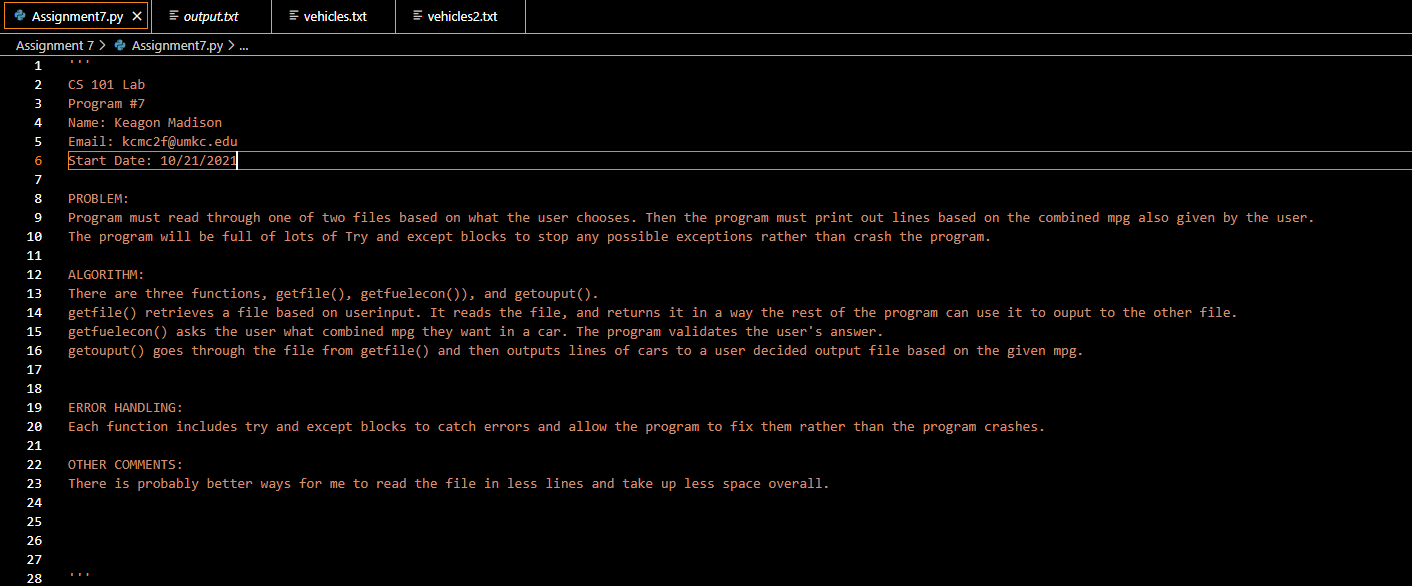 Assignment7.py
output.txt
vehicles.txt
vehicles2.txt
Assignment 7 > Assignment7.py > ...
1 '''
2 CS 101 Lab
3 Program #7
4 Name: Keagon Madison
5 Email: kcmc2f@umkc.edu
6 Start Date: 10/21/2021
7
8 PROBLEM:
9 Program must read through one of two files based on what the user chooses. Then the program must print out lines based on the combined mpg also given by the user.
10 The program will be full of lots of Try and except blocks to stop any possible exceptions rather than crash the program.
11
12 ALGORITHM:
13 There are three functions, getfile(), getfuelecon()), and getouput().
14 getfile() retrieves a file based on userinput. It reads the file, and returns it in a way the rest of the program can use it to ouput to the other file.
15 getfuelecon() asks the user what combined mpg they want in a car. The program validates the user's answer.
16 getouput() goes through the file from getfile() and then outputs lines of cars to a user decided output file based on the given mpg.
17
18
19 ERROR HANDLING:
20 Each function includes try and except blocks to catch errors and allow the program to fix them rather than the program crashes.
21
22 OTHER COMMENTS:
23 There is probably better ways for me to read the file in less lines and take up less space overall.
24
25
26
27
28 '''